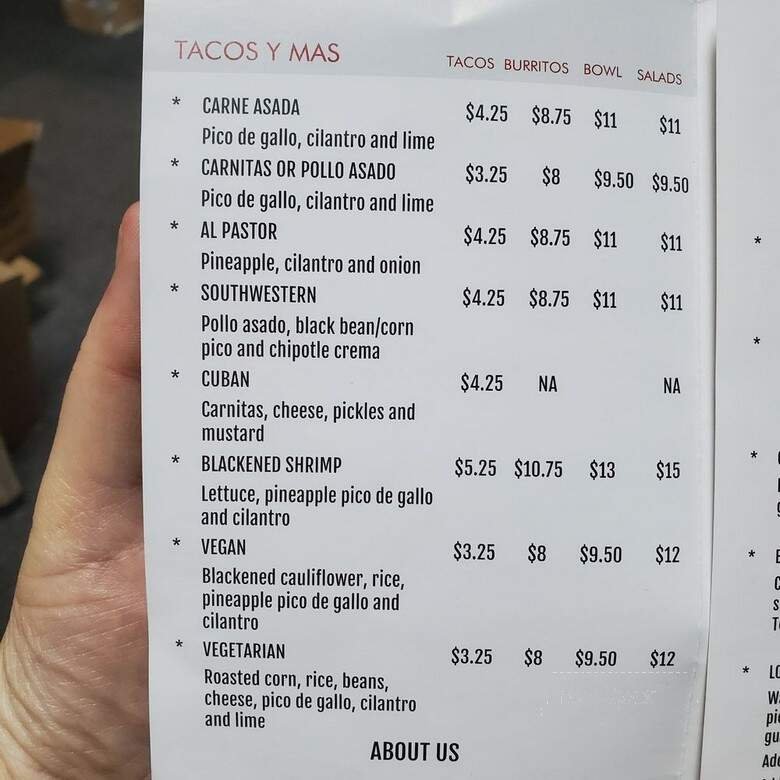 TACOS Y MAS
TACOS BURRITOS BOWL SALADS
* CARNE ASADA $4.25 $8.75 $11 $11
Pico de gallo, cilantro and lime
* CARNITAS OR POLLO ASADO $3.25 $8 $9.50 $9.50
Pico de gallo, cilantro and lime
* AL PASTOR $4.25 $8.75 $11 $11
Pineapple, cilantro and onion
* SOUTHWESTERN $4.25 $8.75 $11 $11
Pollo asado, black bean/corn
pico and chipotle crema
* CUBAN $4.25 NA NA
Carnitas, cheese, pickles and
mustard
* BLACKENED SHRIMP $5.25 $10.75 $13 $15
Lettuce, pineapple pico de gallo
and cilantro
* VEGAN $3.25 $8 $9.50 $12
Blackened cauliflower, rice,
pineapple pico de gallo and
cilantro
* VEGETARIAN $3.25 $8 $9.50 $12
Roasted corn, rice, beans,
cheese, pico de gallo, cilantro
and lime
ABOUT US